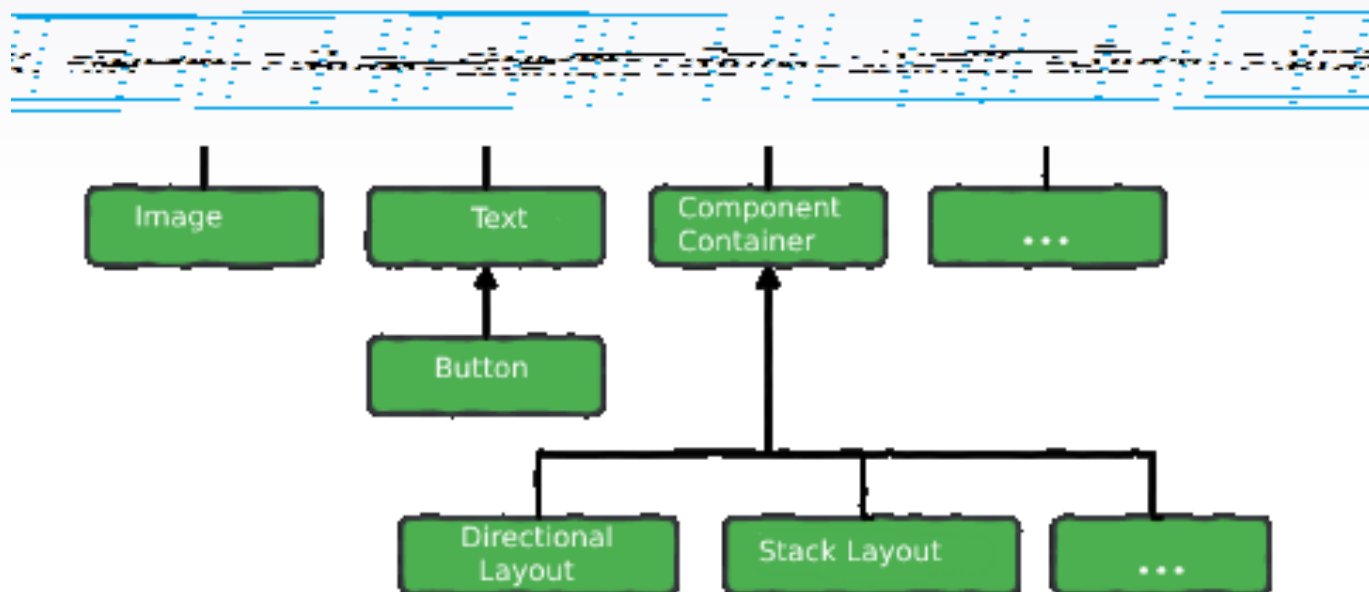 Image
Text
Component
Container
...
Button
Directional
Layout
Stack Layout
...